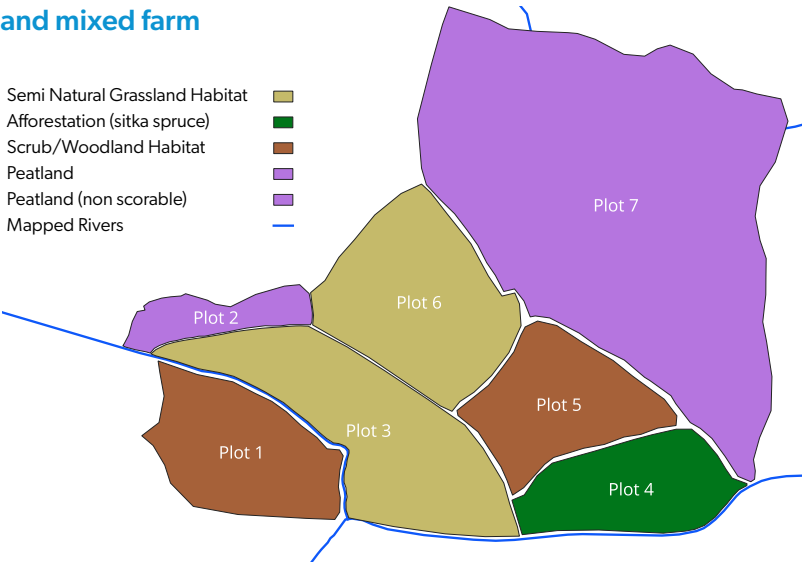 and mixed farm
Semi Natural Grassland Habitat
Afforestation (sitka spruce)
Scrub/Woodland Habitat
Peatland
Peatland (non scorable)
Mapped Rivers
Plot 7
Plot 6
Plot 2
Plot 5
Plot 3
Plot 1
Plot 4